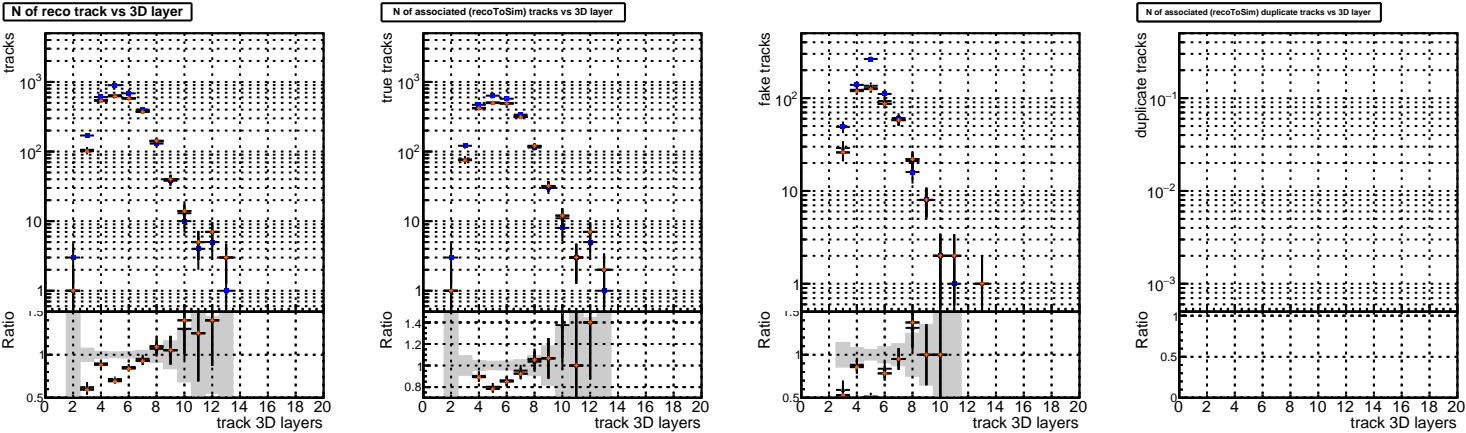 N of reco track vs 3D layer
tracks
10³
10²
10
1
Ratio
1.5
1
0.5
0 2 4 6 8 10 12 14 16 18 20
track 3D layers
N of associated (recoToSim) tracks vs 3D layer
true tracks
10³
10²
10
1
Ratio
1.4
1.2
1.0
0.8
0 2 4 6 8 10 12 14 16 18 20
track 3D layers
fake tracks
10²
10
1
Ratio
1.5
1
0.5
0 2 4 6 8 10 12 14 16 18 20
track 3D layers
N of associated (recoToSim) duplicate tracks vs 3D layer
duplicate tracks
10⁻¹
10⁻²
10⁻³
Ratio
1.0
0.5
0
0 2 4 6 8 10 12 14 16 18 20
track 3D layers